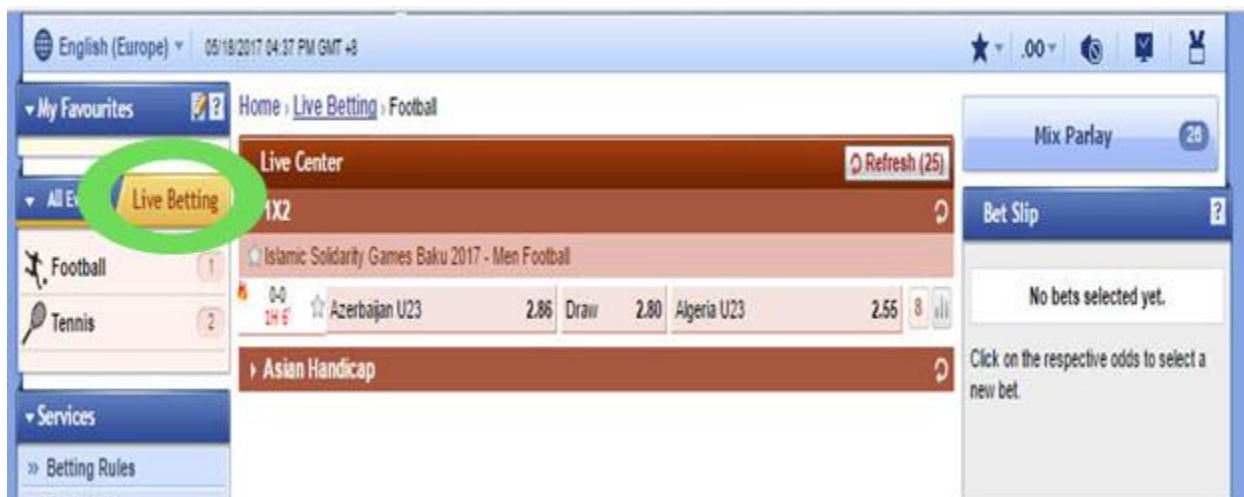 English (Europe) 05/18/2017 04:37 PM GMT +8 .00
My Favourites ?
Home › Live Betting › Football
Mix Parlay 26
Live Center Refresh (25)
All Live Betting
1X2
Bet Slip ?
Islamic Solidarity Games Baku 2017 - Men Football
Football 1
0-0
1H 6' Azerbaijan U23 2.86 Draw 2.80 Algeria U23 2.55 8
No bets selected yet.
Tennis 2
Asian Handicap
Click on the respective odds to select a
new bet.
Services
» Betting Rules